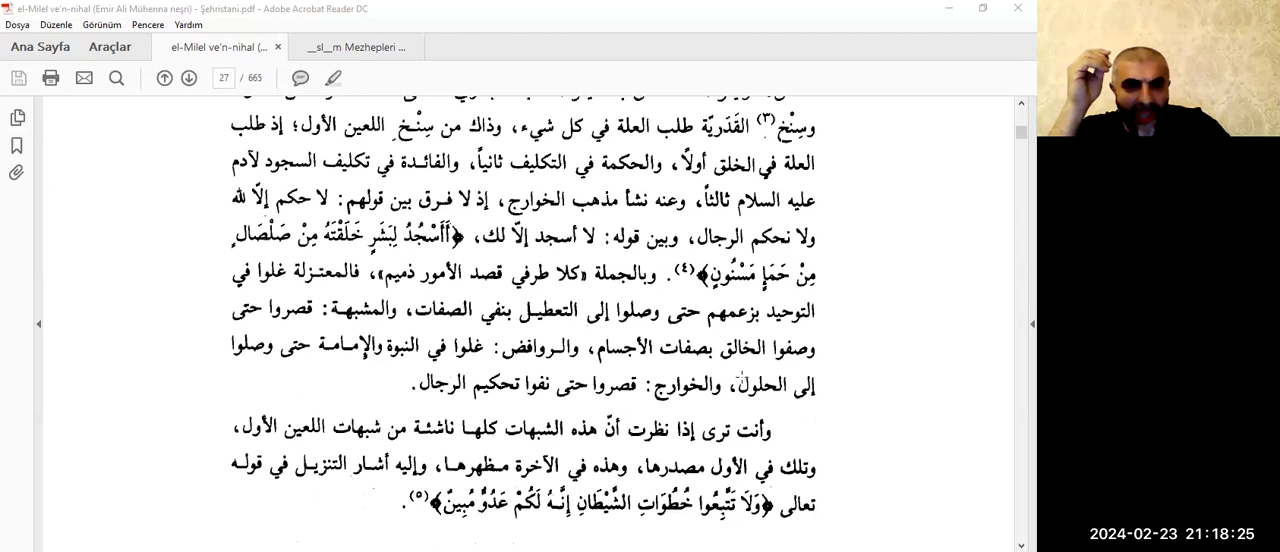 el-Milel ve'n-nihal (Emir Ali Mühenna neşri) - Şehristani.pdf - Adobe Acrobat Reader DC
Dosya Düzenle Görünüm Pencere Yardım
Ana Sayfa Araçlar el-Milel ve'n-nihal (... × __sl__m Mezhepleri ...
27 / 665
وسِنْخ(٣) القَدَريّة طلب العلة في كل شيء، وذاك من سِنْخ اللعين الأول؛ إذ طلب
العلة في الخلق أولاً، والحكمة في التكليف ثانياً، والفائدة في تكليف السجود لآدم
عليه السلام ثالثاً، وعنه نشأ مذهب الخوارج، إذ لا فرق بين قولهم: لا حكم إلّا لله
ولا نحكم الرجال، وبين قوله: لا أسجد إلّا لك، ﴿أَأَسْجُدُ لِبَشَرٍ خَلَقْتَهُ مِنْ صَلْصَالٍ
مِنْ حَمَإٍ مَسْنُونٍ﴾(٤). وبالجملة «كلا طرفي قصد الأمور ذميم»، فالمعتزلة غلوا في
التوحيد بزعمهم حتى وصلوا إلى التعطيل بنفي الصفات، والمشبهة: قصروا حتى
وصفوا الخالق بصفات الأجسام، والروافض: غلوا في النبوة والإمامة حتى وصلوا
إلى الحلول، والخوارج: قصروا حتى نفوا تحكيم الرجال.
وأنت ترى إذا نظرت أنّ هذه الشبهات كلها ناشئة من شبهات اللعين الأول،
وتلك في الأول مصدرها، وهذه في الآخرة مظهرها، وإليه أشار التنزيل في قوله
تعالى ﴿وَلَا تَتَّبِعُوا خُطُوَاتِ الشَّيْطَانِ إِنَّهُ لَكُمْ عَدُوٌّ مُبِينٌ﴾(٥).
2024-02-23 21:18:25